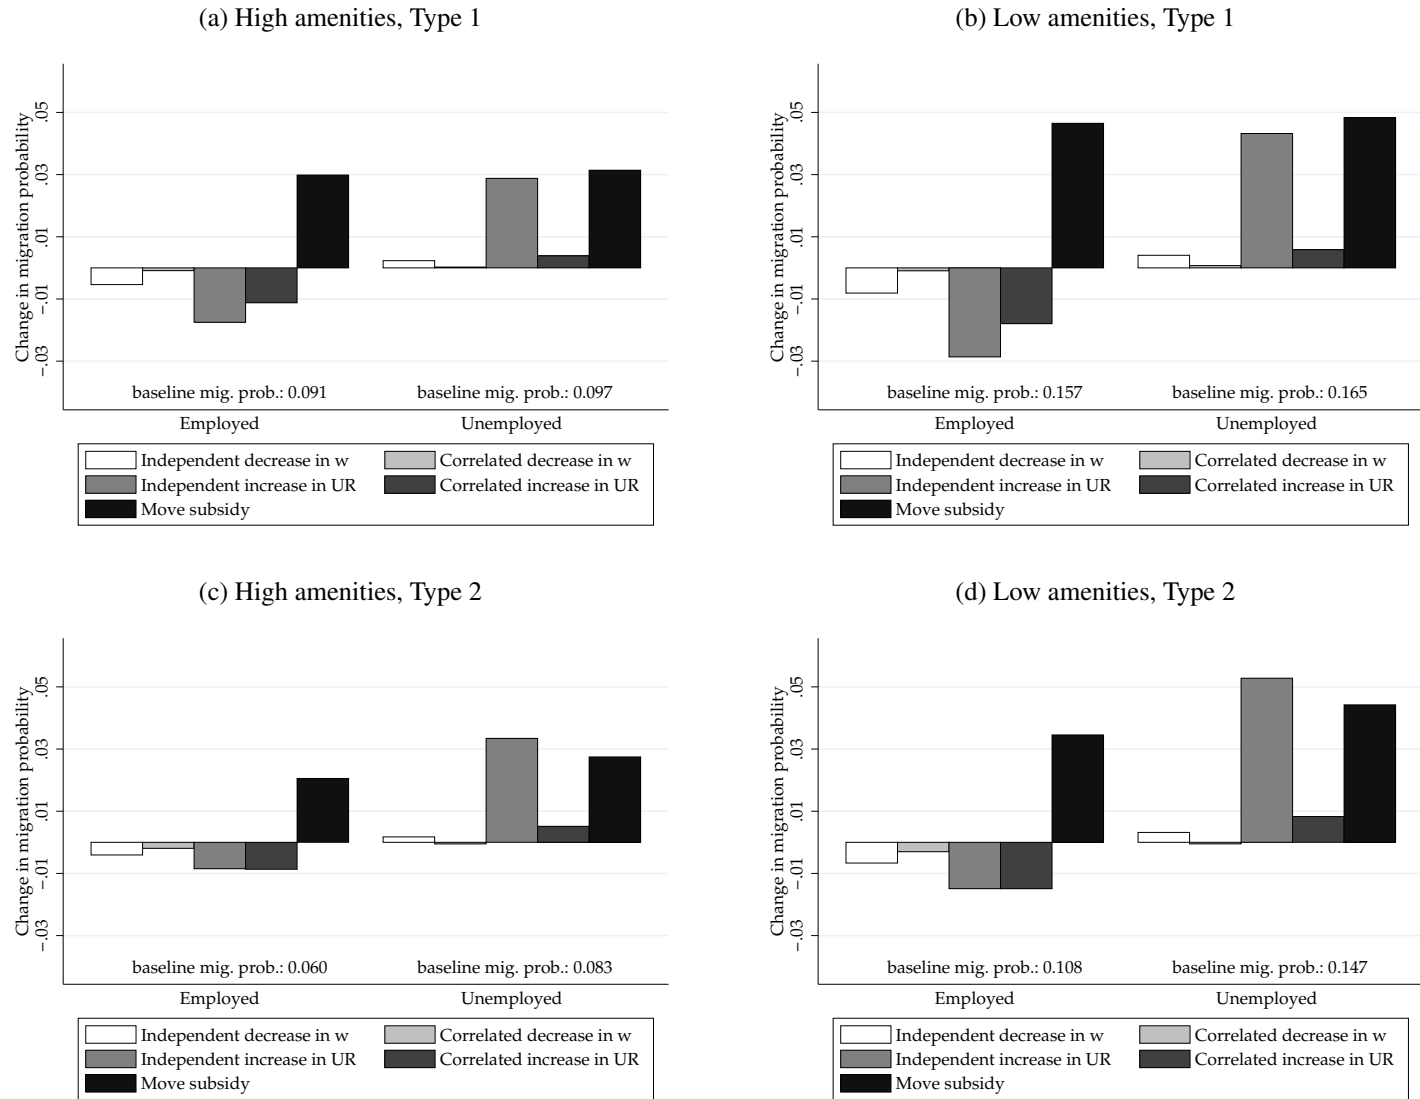 (a) High amenities, Type 1
Change in migration probability
.05
.03
.01
-.01
-.03
baseline mig. prob.: 0.091
baseline mig. prob.: 0.097
Employed
Unemployed
Independent decrease in w
Correlated decrease in w
Independent increase in UR
Correlated increase in UR
Move subsidy
(b) Low amenities, Type 1
Change in migration probability
.05
.03
.01
-.01
-.03
baseline mig. prob.: 0.157
baseline mig. prob.: 0.165
Employed
Unemployed
Independent decrease in w
Correlated decrease in w
Independent increase in UR
Correlated increase in UR
Move subsidy
(c) High amenities, Type 2
Change in migration probability
.05
.03
.01
-.01
-.03
baseline mig. prob.: 0.060
baseline mig. prob.: 0.083
Employed
Unemployed
Independent decrease in w
Correlated decrease in w
Independent increase in UR
Correlated increase in UR
Move subsidy
(d) Low amenities, Type 2
Change in migration probability
.05
.03
.01
-.01
-.03
baseline mig. prob.: 0.108
baseline mig. prob.: 0.147
Employed
Unemployed
Independent decrease in w
Correlated decrease in w
Independent increase in UR
Correlated increase in UR
Move subsidy